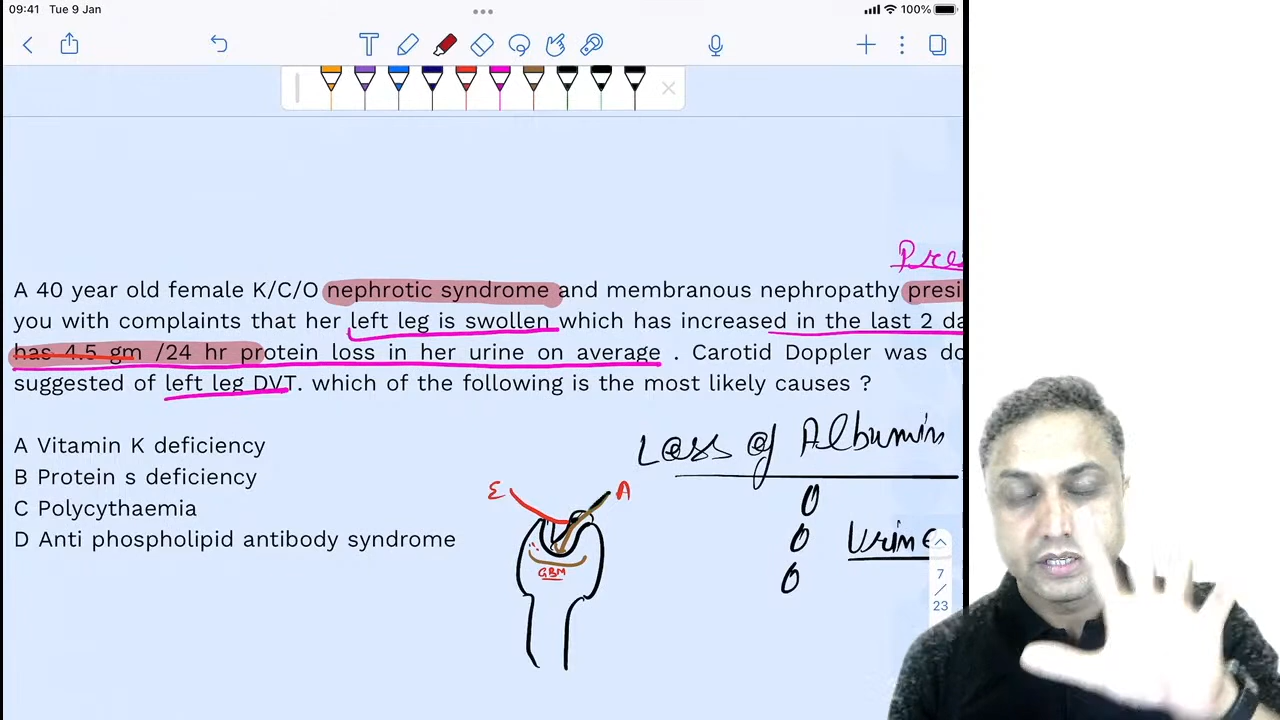 09:41 Tue 9 Jan
100%
A 40 year old female K/C/O nephrotic syndrome and membranous nephropathy presi
you with complaints that her left leg is swollen which has increased in the last 2 da
has 4.5 gm /24 hr protein loss in her urine on average . Carotid Doppler was do
suggested of left leg DVT. which of the following is the most likely causes ?
Loss of Albumin
A Vitamin K deficiency
B Protein s deficiency
C Polycythaemia
D Anti phospholipid antibody syndrome
E A
GBM
Urine
7
/
23